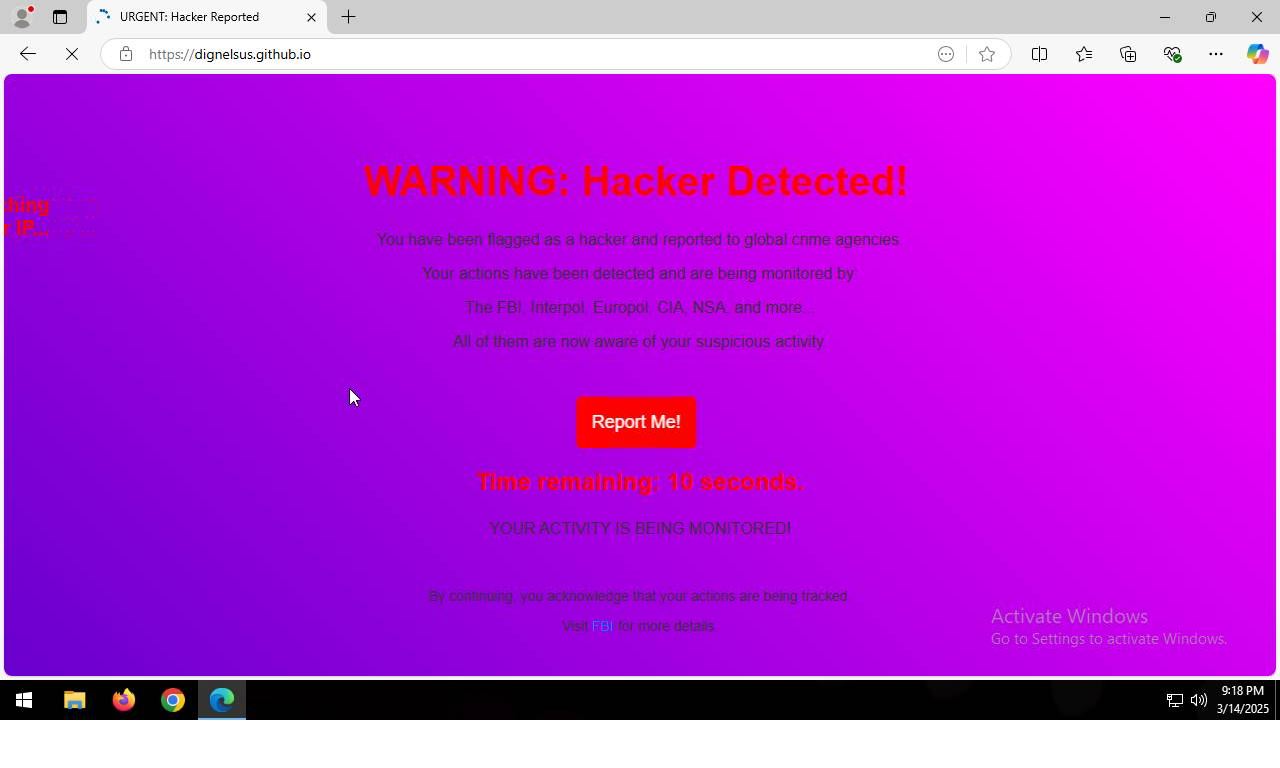 URGENT: Hacker Reported
https://dignelsus.github.io
WARNING: Hacker Detected!
thing
r iP...
You have been flagged as a hacker and reported to global crime agencies.
Your actions have been detected and are being monitored by:
The FBI, Interpol, Europol, CIA, NSA, and more...
All of them are now aware of your suspicious activity.
Report Me!
Time remaining: 10 seconds.
YOUR ACTIVITY IS BEING MONITORED!
By continuing, you acknowledge that your actions are being tracked.
Visit FBI for more details.
Activate Windows
Go to Settings to activate Windows.
9:18 PM
3/14/2025